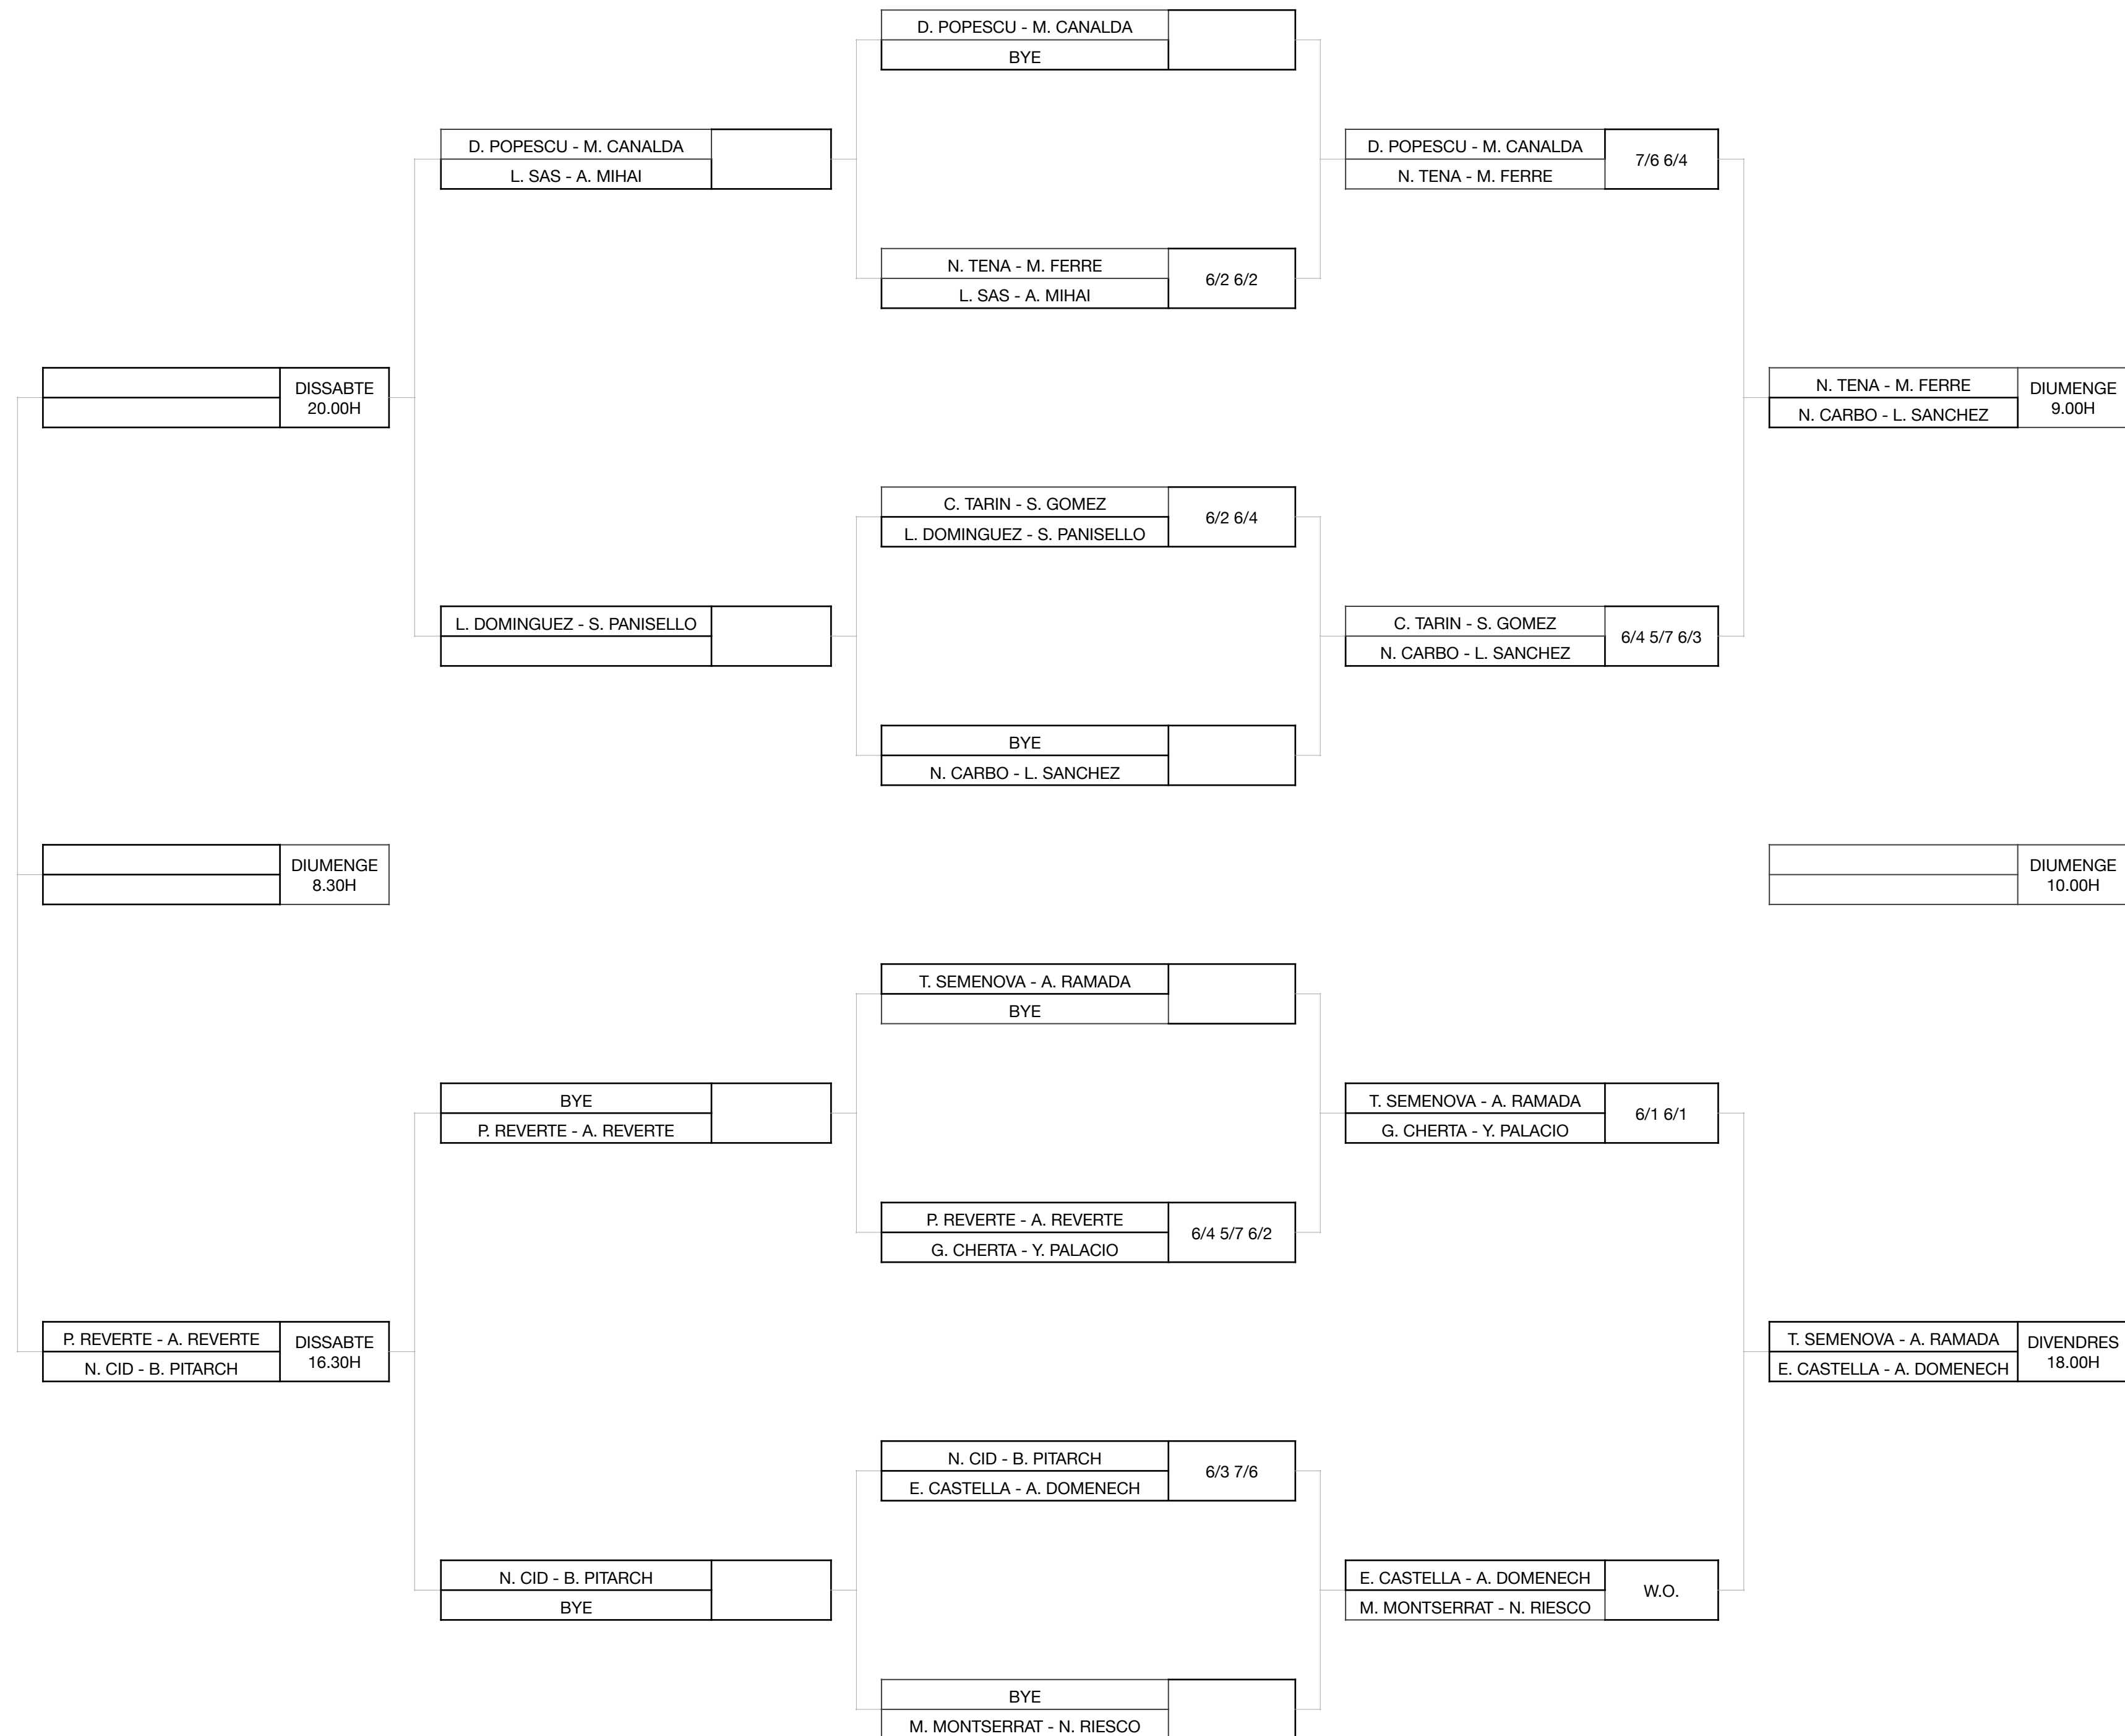 D. POPESCU - M. CANALDA
BYE
D. POPESCU - M. CANALDA
L. SAS - A. MIHAI
D. POPESCU - M. CANALDA
N. TENA - M. FERRE
7/6 6/4
N. TENA - M. FERRE
L. SAS - A. MIHAI
6/2 6/2
DISSABTE
20.00H
N. TENA - M. FERRE
N. CARBO - L. SANCHEZ
DIUMENGE
9.00H
C. TARIN - S. GOMEZ
L. DOMINGUEZ - S. PANISELLO
6/2 6/4
L. DOMINGUEZ - S. PANISELLO
C. TARIN - S. GOMEZ
N. CARBO - L. SANCHEZ
6/4 5/7 6/3
BYE
N. CARBO - L. SANCHEZ
DIUMENGE
8.30H
DIUMENGE
10.00H
T. SEMENOVA - A. RAMADA
BYE
BYE
P. REVERTE - A. REVERTE
T. SEMENOVA - A. RAMADA
G. CHERTA - Y. PALACIO
6/1 6/1
P. REVERTE - A. REVERTE
G. CHERTA - Y. PALACIO
6/4 5/7 6/2
P. REVERTE - A. REVERTE
N. CID - B. PITARCH
DISSABTE
16.30H
T. SEMENOVA - A. RAMADA
E. CASTELLA - A. DOMENECH
DIVENDRES
18.00H
N. CID - B. PITARCH
E. CASTELLA - A. DOMENECH
6/3 7/6
N. CID - B. PITARCH
BYE
E. CASTELLA - A. DOMENECH
M. MONTSERRAT - N. RIESCO
W.O.
BYE
M. MONTSERRAT - N. RIESCO